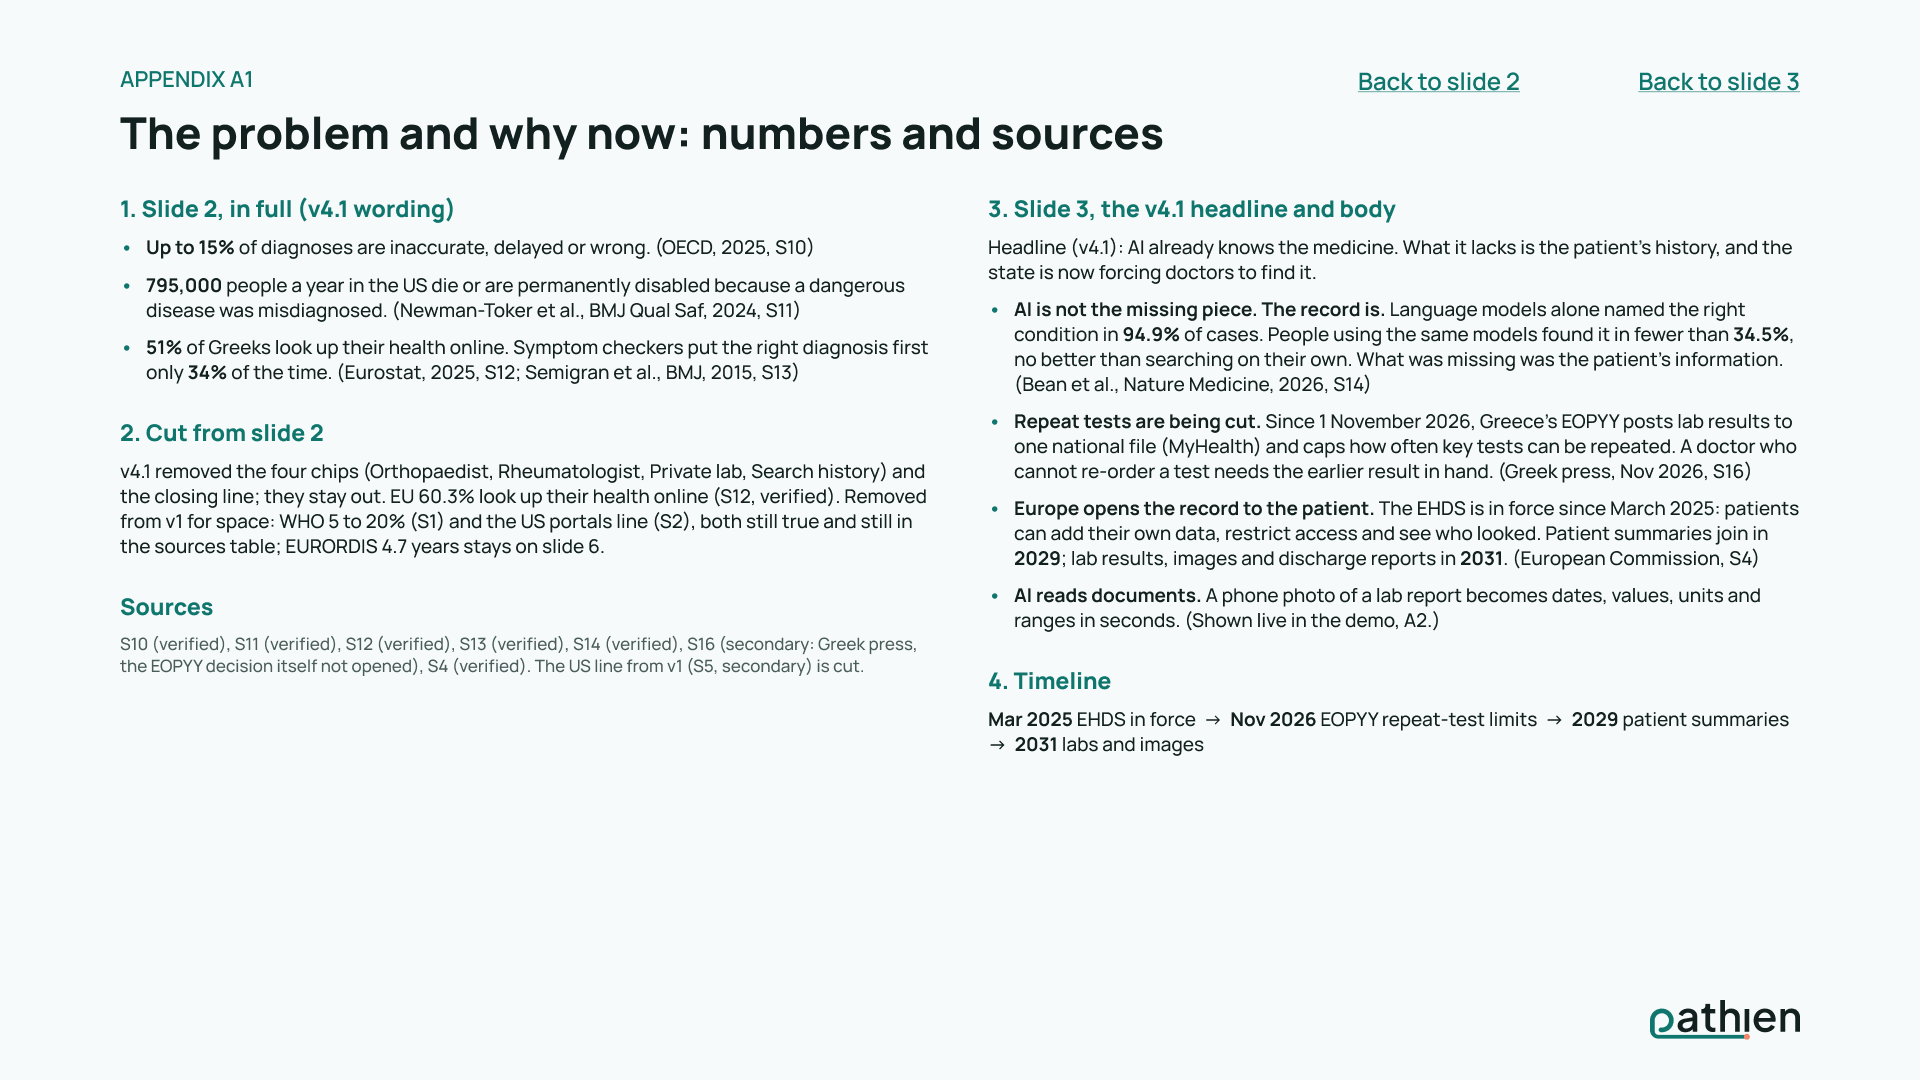 APPENDIX A1
Back to slide 2
Back to slide 3
The problem and why now: numbers and sources
1. Slide 2, in full (v4.1 wording)
• Up to 15% of diagnoses are inaccurate, delayed or wrong. (OECD, 2025, S10)
• 795,000 people a year in the US die or are permanently disabled because a dangerous
disease was misdiagnosed. (Newman-Toker et al., BMJ Qual Saf, 2024, S11)
• 51% of Greeks look up their health online. Symptom checkers put the right diagnosis first
only 34% of the time. (Eurostat, 2025, S12; Semigran et al., BMJ, 2015, S13)
2. Cut from slide 2
v4.1 removed the four chips (Orthopaedist, Rheumatologist, Private lab, Search history) and
the closing line; they stay out. EU 60.3% look up their health online (S12, verified). Removed
from v1 for space: WHO 5 to 20% (S1) and the US portals line (S2), both still true and still in
the sources table; EURORDIS 4.7 years stays on slide 6.
Sources
S10 (verified), S11 (verified), S12 (verified), S13 (verified), S14 (verified), S16 (secondary: Greek press,
the EOPYY decision itself not opened), S4 (verified). The US line from v1 (S5, secondary) is cut.
3. Slide 3, the v4.1 headline and body
Headline (v4.1): AI already knows the medicine. What it lacks is the patient's history, and the
state is now forcing doctors to find it.
• AI is not the missing piece. The record is. Language models alone named the right
condition in 94.9% of cases. People using the same models found it in fewer than 34.5%,
no better than searching on their own. What was missing was the patient's information.
(Bean et al., Nature Medicine, 2026, S14)
• Repeat tests are being cut. Since 1 November 2026, Greece's EOPYY posts lab results to
one national file (MyHealth) and caps how often key tests can be repeated. A doctor who
cannot re-order a test needs the earlier result in hand. (Greek press, Nov 2026, S16)
• Europe opens the record to the patient. The EHDS is in force since March 2025: patients
can add their own data, restrict access and see who looked. Patient summaries join in
2029; lab results, images and discharge reports in 2031. (European Commission, S4)
• AI reads documents. A phone photo of a lab report becomes dates, values, units and
ranges in seconds. (Shown live in the demo, A2.)
4. Timeline
Mar 2025 EHDS in force → Nov 2026 EOPYY repeat-test limits → 2029 patient summaries
→ 2031 labs and images
pathien